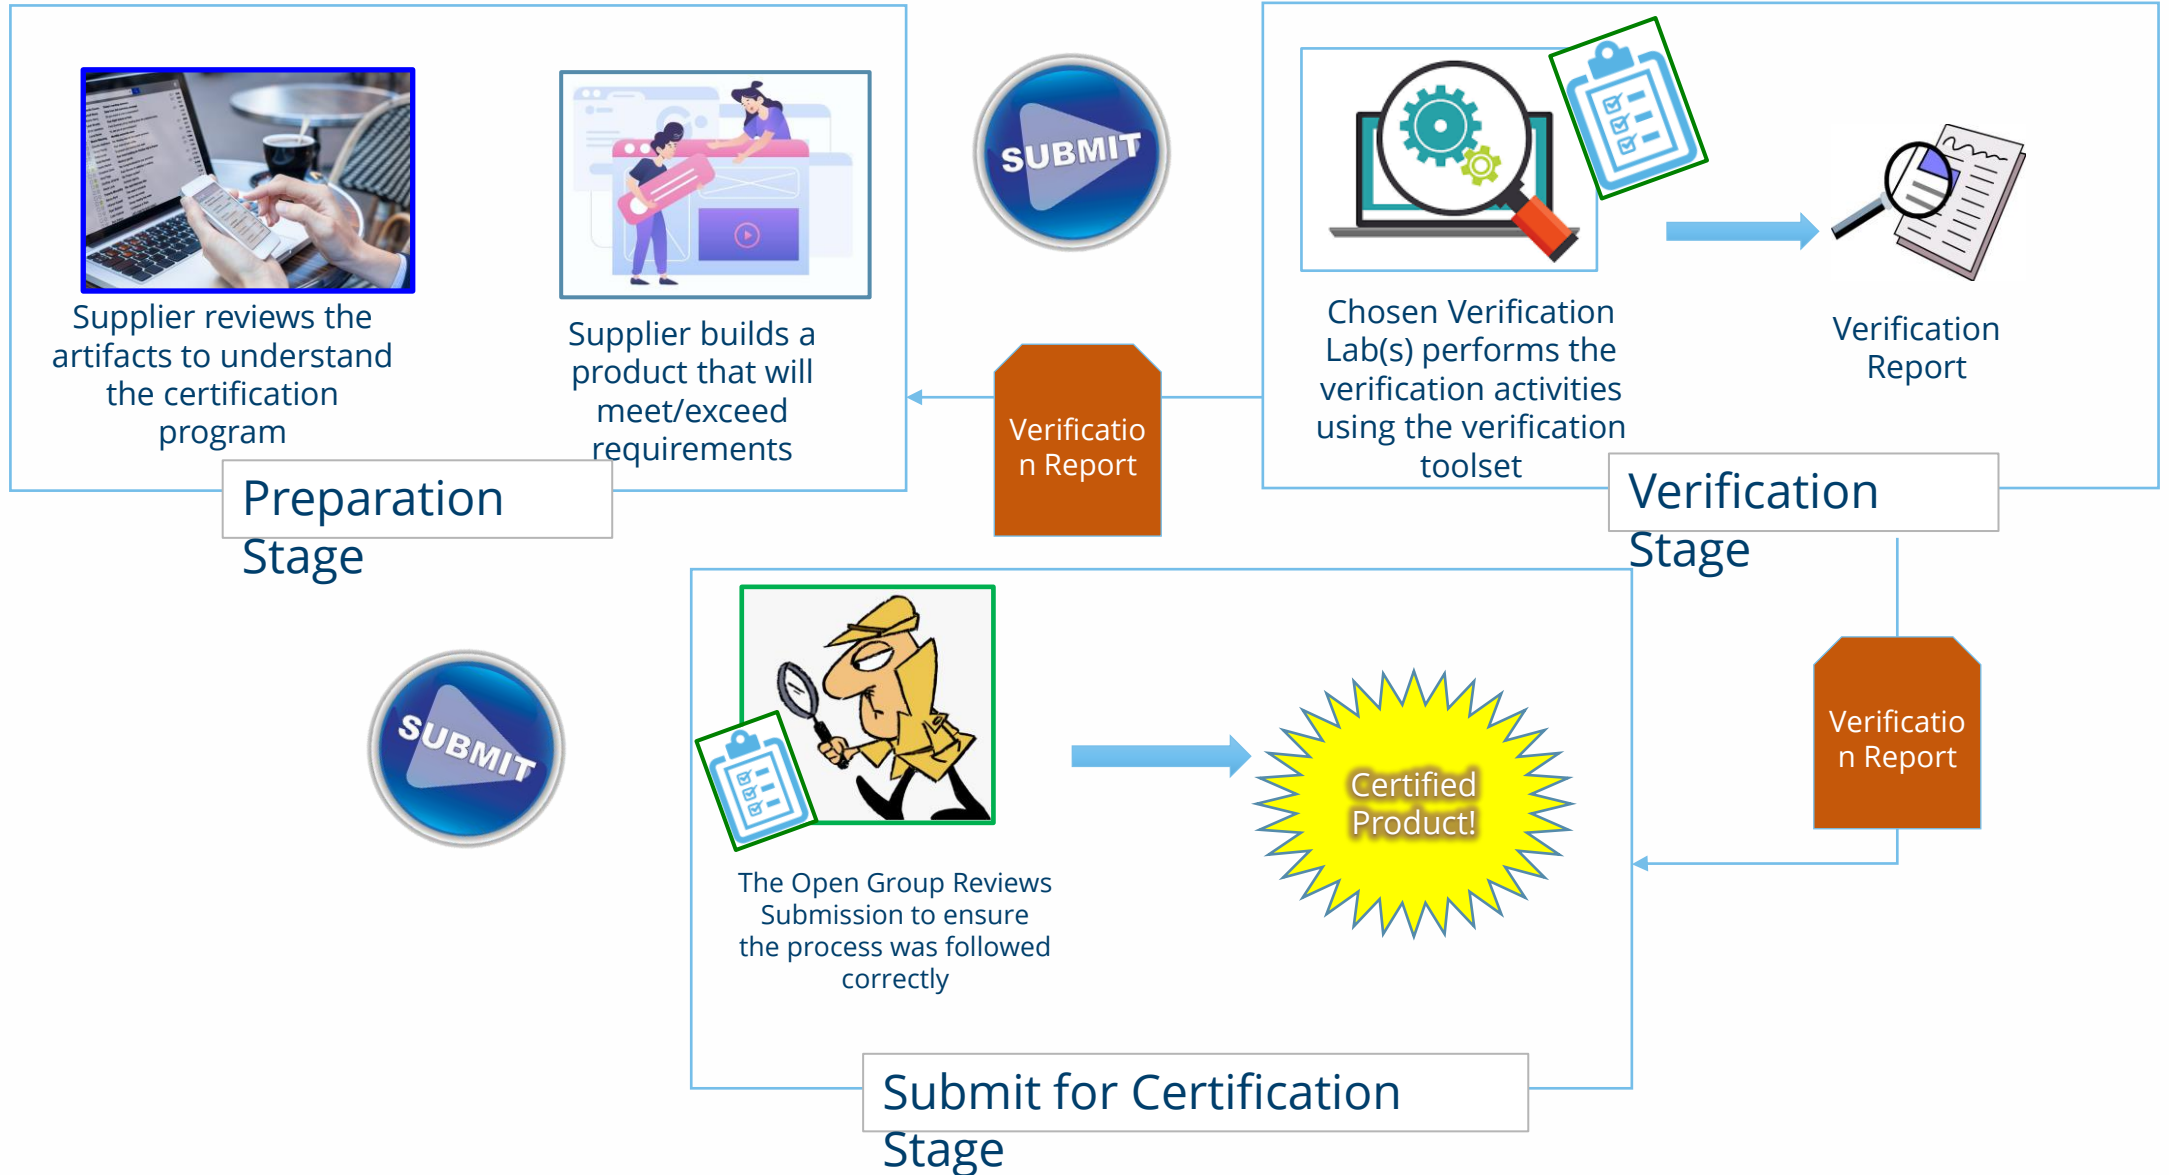 SUBMIT
Supplier reviews the
artifacts to understand
the certification
program
Supplier builds a
product that will
meet/exceed
requirements
Preparation
Stage
Verificatio
n Report
Chosen Verification
Lab(s) performs the
verification activities
using the verification
toolset
Verification
Report
Verification
Stage
SUBMIT
The Open Group Reviews
Submission to ensure
the process was followed
correctly
Certified
Product!
Verificatio
n Report
Submit for Certification
Stage